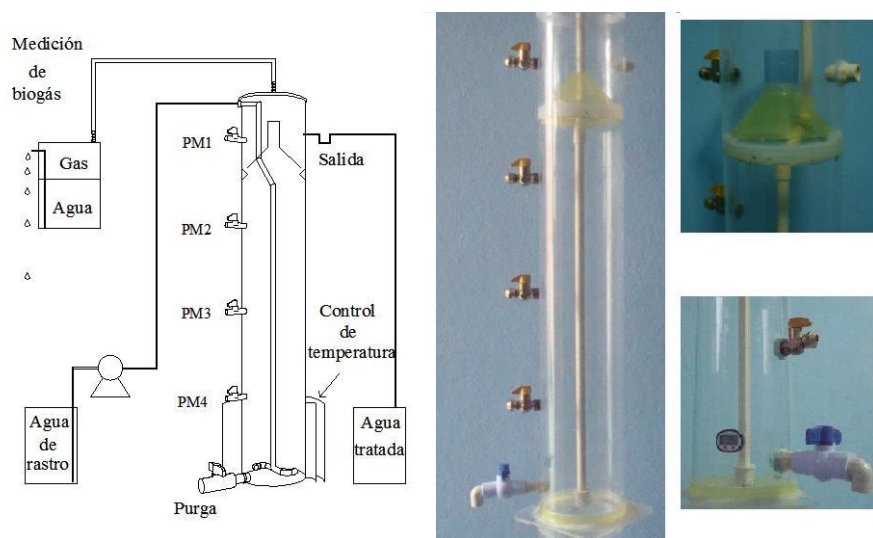 Medición
de
biogás
Gas
Agua
PM1
Salida
PM2
PM3
Control
de
temperatura
PM4
Agua
de
rastro
Agua
tratada
Purga